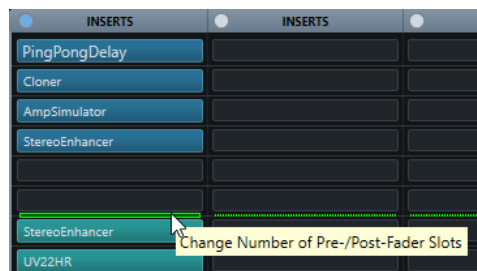 INSERTS INSERTS
PingPongDelay
Cloner
AmpSimulator
StereoEnhancer
StereoEnhancer
Change Number of Pre-/Post-Fader Slots
UV22HR